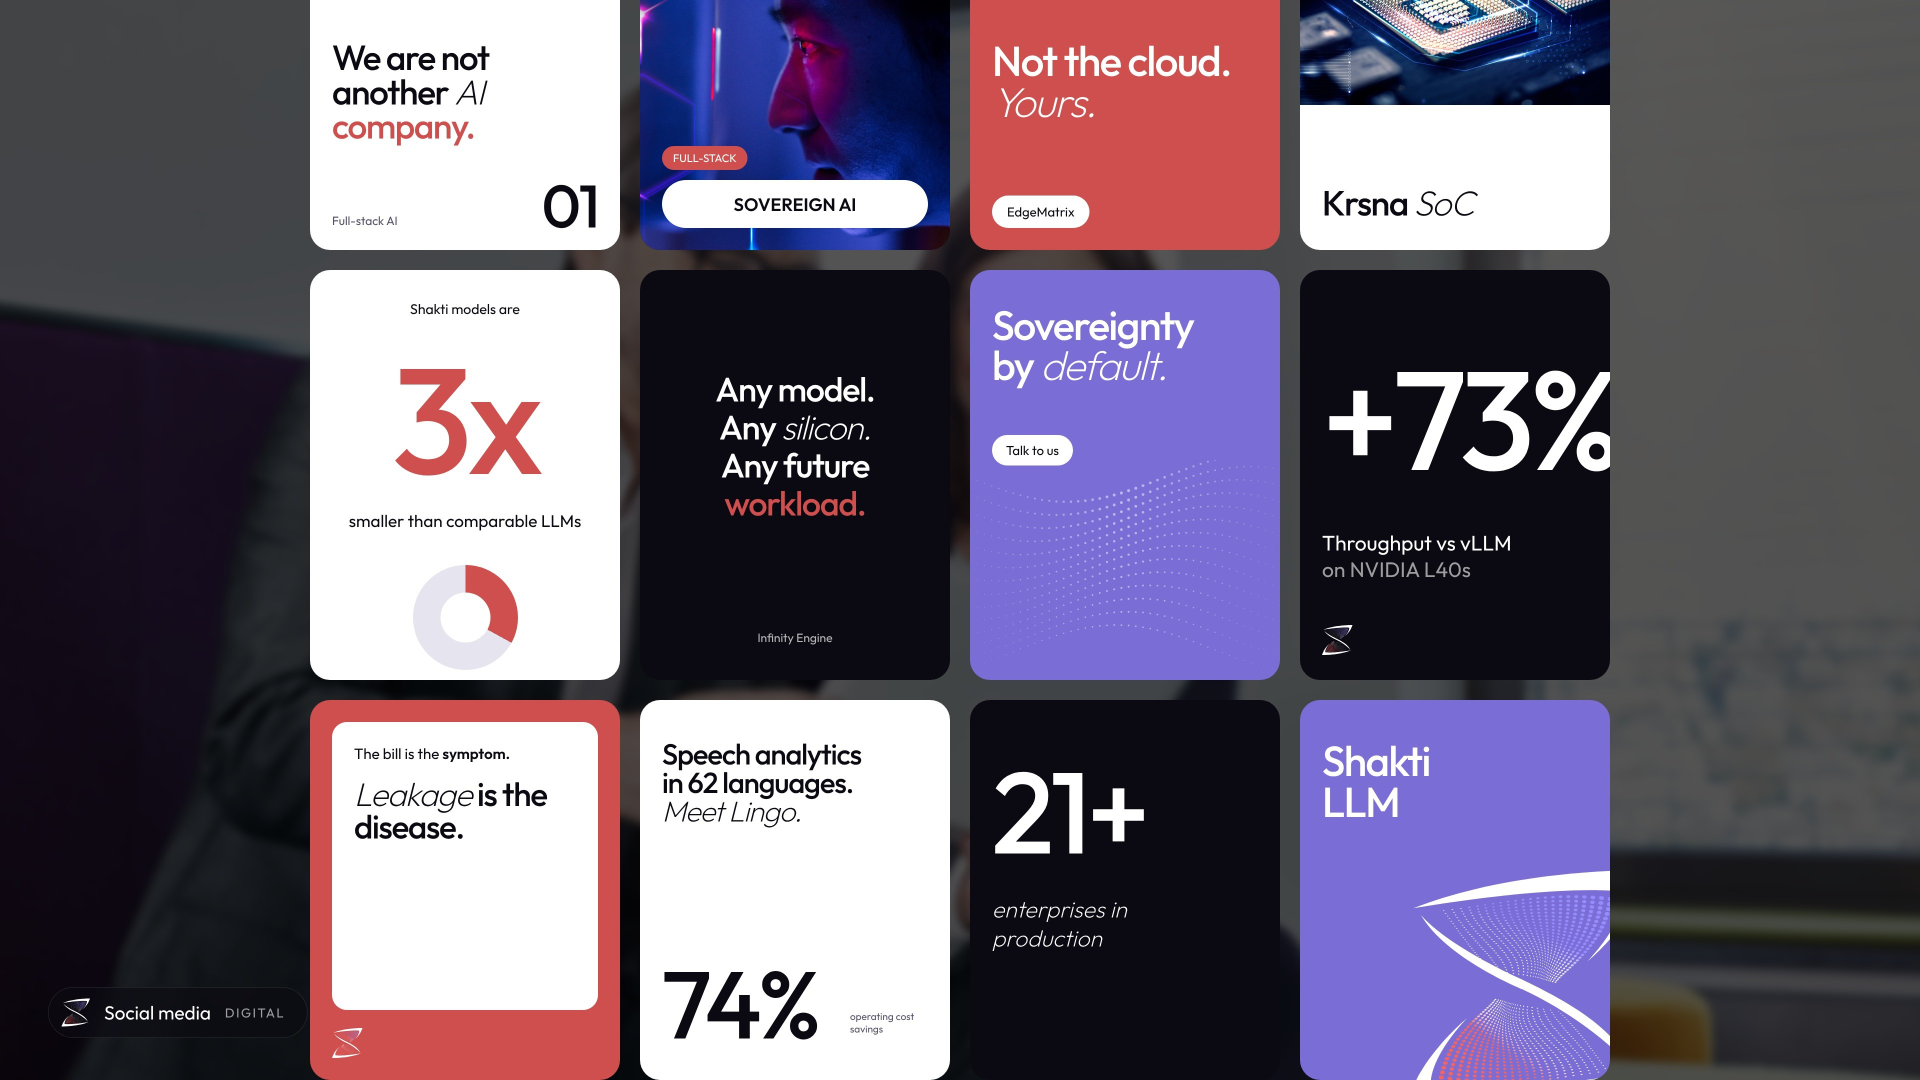 We are not
another AI
company.
Full-stack AI
01
FULL-STACK
SOVEREIGN AI
Not the cloud.
Yours.
EdgeMatrix
Krsna SoC
Shakti models are
3x
smaller than comparable LLMs
Any model.
Any silicon.
Any future
workload.
Infinity Engine
Sovereignty
by default.
Talk to us
+73%
Throughput vs vLLM
on NVIDIA L40s
The bill is the symptom.
Leakage is the
disease.
Speech analytics
in 62 languages.
Meet Lingo.
74%
operating cost
savings
21+
enterprises in
production
Shakti
LLM
Social media DIGITAL